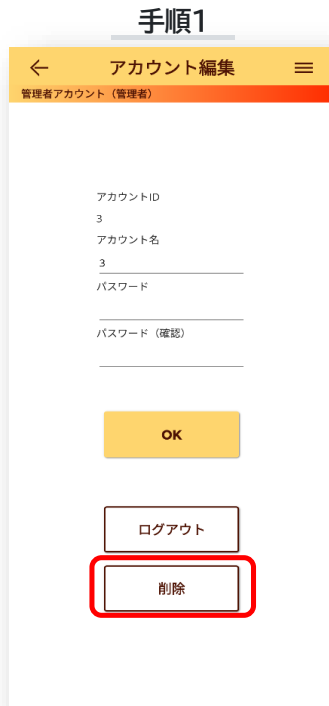 手順1
アカウント編集
管理者アカウント（管理者）
アカウントID
3
アカウント名
3
パスワード
パスワード（確認）
OK
ログアウト
削除